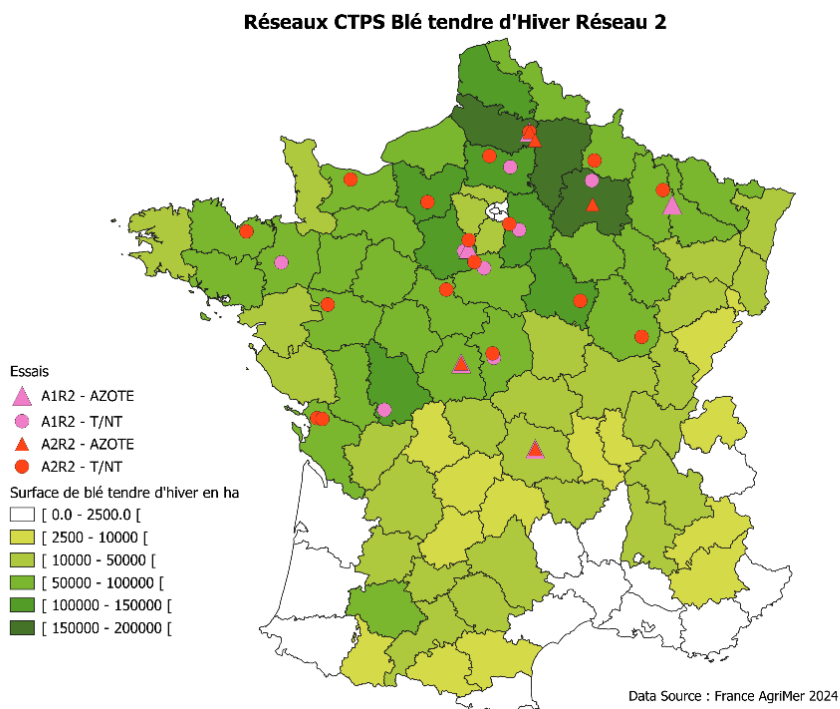 Réseaux CTPS Blé tendre d'Hiver Réseau 2
Essais
A1R2 - AZOTE
A1R2 - T/NT
A2R2 - AZOTE
A2R2 - T/NT
Surface de blé tendre d'hiver en ha
[ 0.0 - 2500.0 [
[ 2500 - 10000 [
[ 10000 - 50000 [
[ 50000 - 100000 [
[ 100000 - 150000 [
[ 150000 - 200000 [
Data Source : France AgriMer 2024